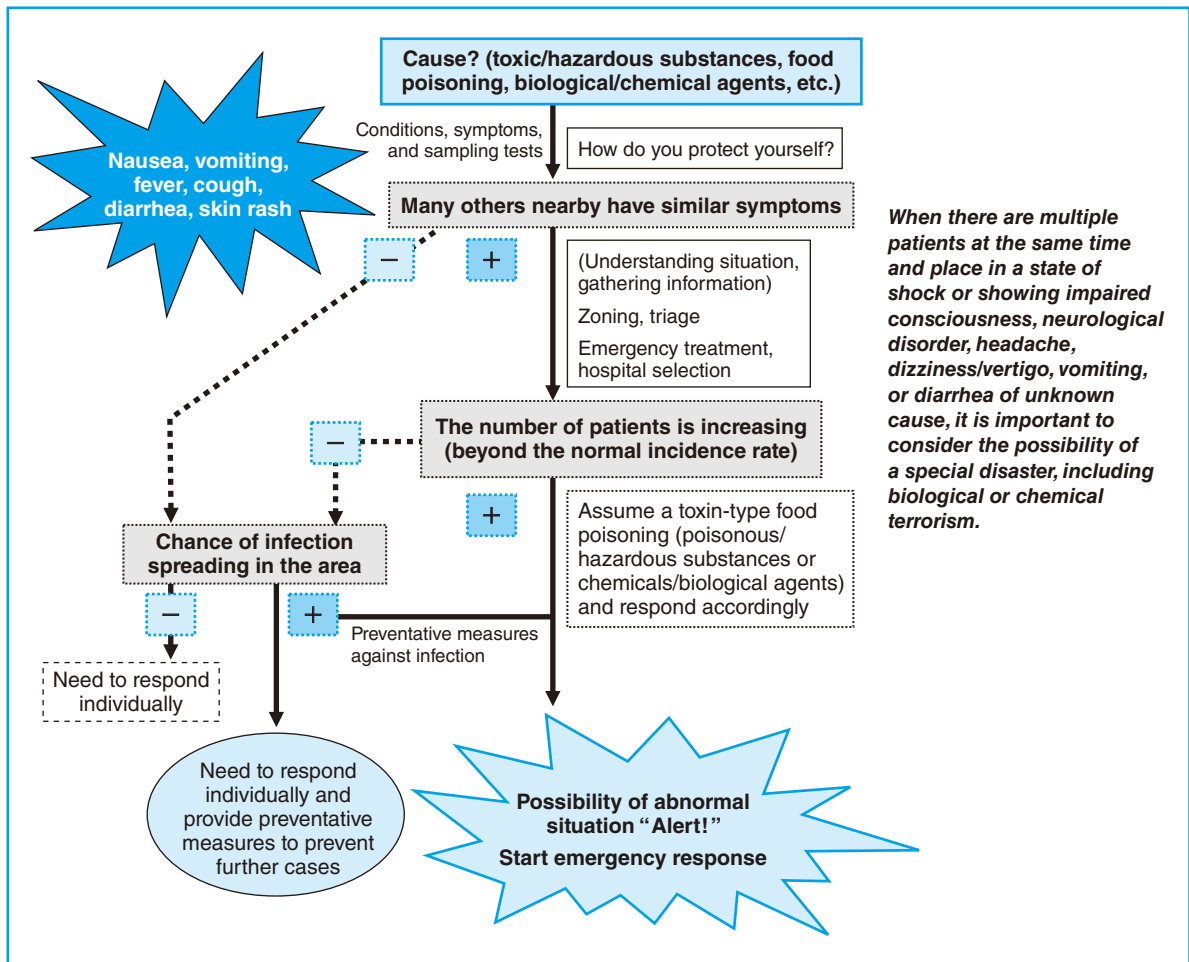 Cause? (toxic/hazardous substances, food
poisoning, biological/chemical agents, etc.)
Nausea, vomiting,
fever, cough,
diarrhea, skin rash
Conditions, symptoms,
and sampling tests
How do you protect yourself?
Many others nearby have similar symptoms
−
+
(Understanding situation,
gathering information)
Zoning, triage
Emergency treatment,
hospital selection
When there are multiple
patients at the same time
and place in a state of
shock or showing impaired
consciousness, neurological
disorder, headache,
dizziness/vertigo, vomiting,
or diarrhea of unknown
cause, it is important to
consider the possibility of
a special disaster, including
biological or chemical
terrorism.
The number of patients is increasing
(beyond the normal incidence rate)
−
+
Assume a toxin-type food
poisoning (poisonous/
hazardous substances or
chemicals/biological agents)
and respond accordingly
Chance of infection
spreading in the area
−
+
Preventative measures
against infection
Need to respond
individually
Need to respond
individually and
provide preventative
measures to prevent
further cases
Possibility of abnormal
situation “Alert!”
Start emergency response